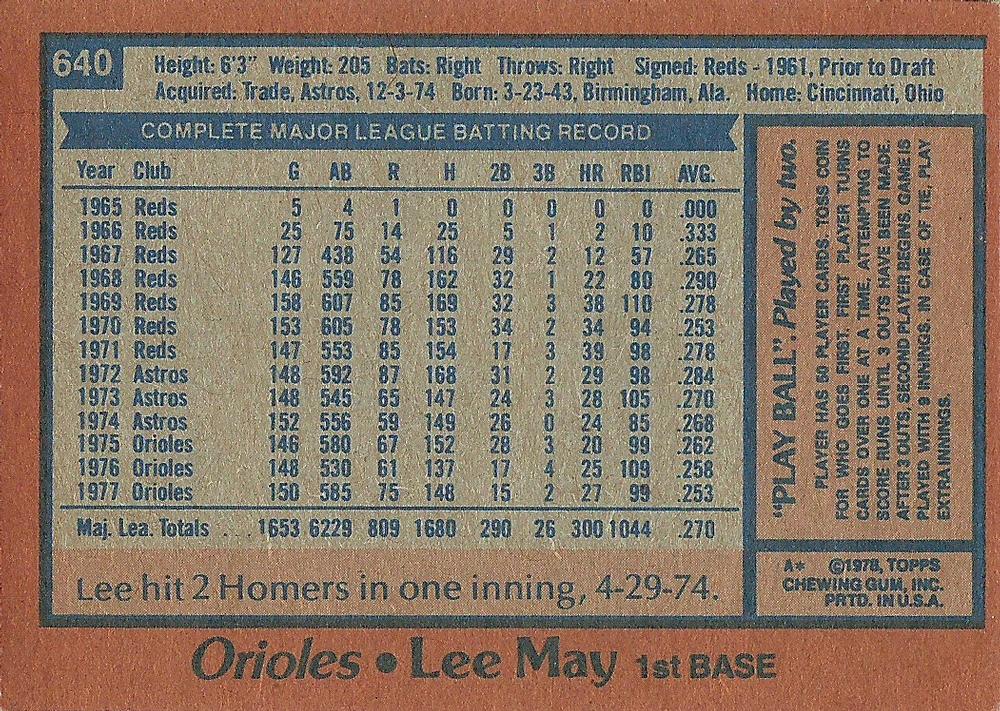 640
Height: 6'3" Weight: 205 Bats: Right Throws: Right Signed: Reds - 1961, Prior to Draft
Acquired: Trade, Astros, 12-3-74 Born: 3-23-43, Birmingham, Ala. Home: Cincinnati, Ohio
COMPLETE MAJOR LEAGUE BATTING RECORD
Year Club G AB R H 2B 3B HR RBI AVG.
1965 Reds 5 4 1 0 0 0 0 0 .000
1966 Reds 25 75 14 25 5 1 2 10 .333
1967 Reds 127 438 54 116 29 2 12 57 .265
1968 Reds 146 559 78 162 32 1 22 80 .290
1969 Reds 158 607 85 169 32 3 38 110 .278
1970 Reds 153 605 78 153 34 2 34 94 .253
1971 Reds 147 553 85 154 17 3 39 98 .278
1972 Astros 148 592 87 168 31 2 29 98 .284
1973 Astros 148 545 65 147 24 3 28 105 .270
1974 Astros 152 556 59 149 26 0 24 85 .268
1975 Orioles 146 580 67 152 28 3 20 99 .262
1976 Orioles 148 530 61 137 17 4 25 109 .258
1977 Orioles 150 585 75 148 15 2 27 99 .253
Maj. Lea. Totals . . . 1653 6229 809 1680 290 26 300 1044 .270
Lee hit 2 Homers in one inning, 4-29-74.
"PLAY BALL". Played by two.
PLAYER HAS 50 PLAYER CARDS. TOSS COIN
FOR WHO GOES FIRST. FIRST PLAYER TURNS
CARDS OVER ONE AT A TIME, ATTEMPTING TO
SCORE RUNS UNTIL 3 OUTS HAVE BEEN MADE.
AFTER 3 OUTS, SECOND PLAYER BEGINS. GAME IS
PLAYED WITH 9 INNINGS. IN CASE OF TIE, PLAY
EXTRA INNINGS.
A* ©1978, TOPPS
CHEWING GUM, INC.
PRTD. IN U.S.A.
Orioles • Lee May 1st BASE